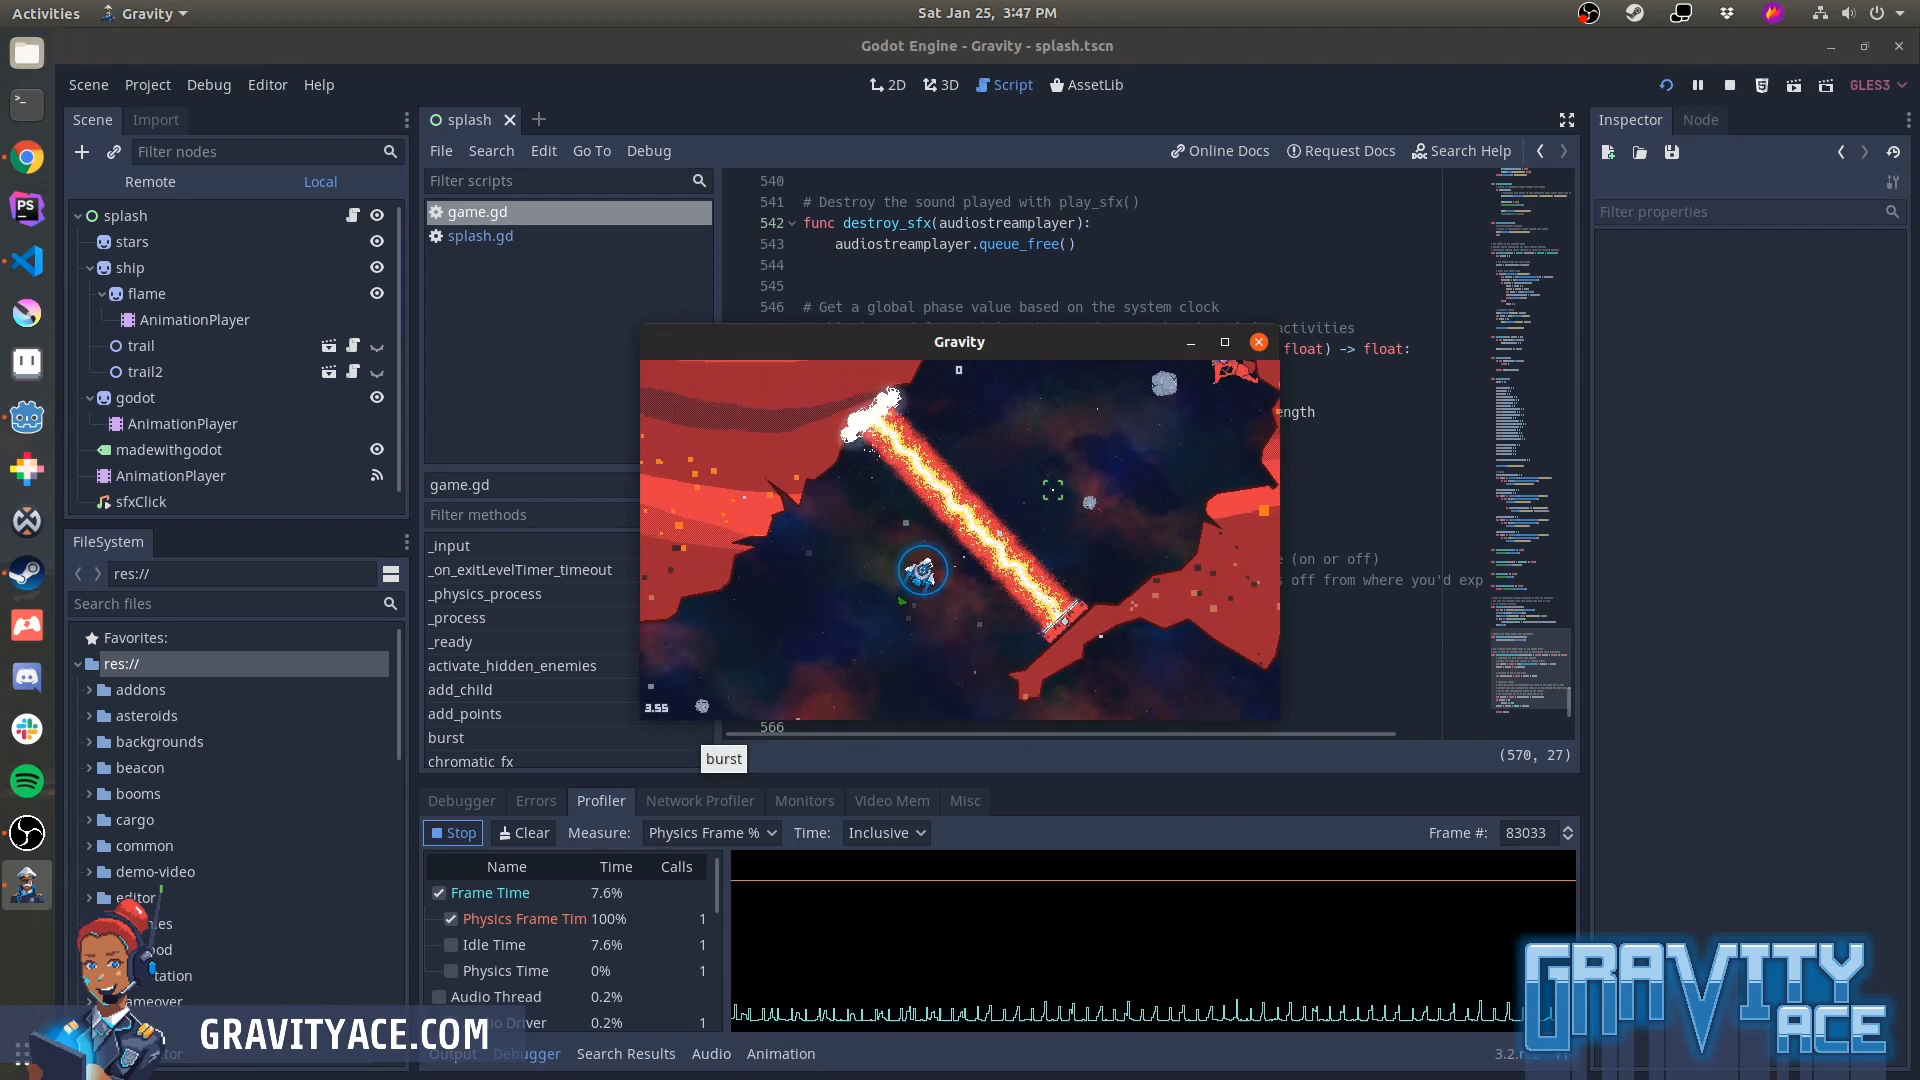 Activities
Gravity
Sat Jan 25, 3:47 PM
Godot Engine - Gravity - splash.tscn
Scene Project Debug Editor Help
2D 3D Script AssetLib
GLES3
Scene Import
Filter nodes
Remote Local
splash
stars
ship
flame
AnimationPlayer
trail
trail2
godot
AnimationPlayer
madewithgodot
AnimationPlayer
sfxClick
FileSystem
res://
Search files
Favorites:
res://
addons
asteroids
backgrounds
beacon
booms
cargo
common
demo-video
editor
splash
File Search Edit Go To Debug
Online Docs Request Docs Search Help
Filter scripts
game.gd
splash.gd
game.gd
Filter methods
_input
_on_exitLevelTimer_timeout
_physics_process
_process
_ready
activate_hidden_enemies
add_child
add_points
burst
chromatic_fx
burst
540
541 # Destroy the sound played with play_sfx()
542 func destroy_sfx(audiostreamplayer):
543 audiostreamplayer.queue_free()
544
545
546 # Get a global phase value based on the system clock
activities
float) -> float:
ength
e (on or off)
s off from where you'd exp
566
(570, 27)
Gravity
0
3.55
Debugger Errors Profiler Network Profiler Monitors Video Mem Misc
Stop Clear Measure: Physics Frame % Time: Inclusive Frame #: 83033
Name Time Calls
Frame Time 7.6%
Physics Frame Tim 100% 1
Idle Time 7.6% 1
Physics Time 0% 1
Audio Thread 0.2%
Driver 0.2% 1
Output Debugger Search Results Audio Animation
Inspector Node
Filter properties
GRAVITYACE.COM
GRAVITY
ACE
PS